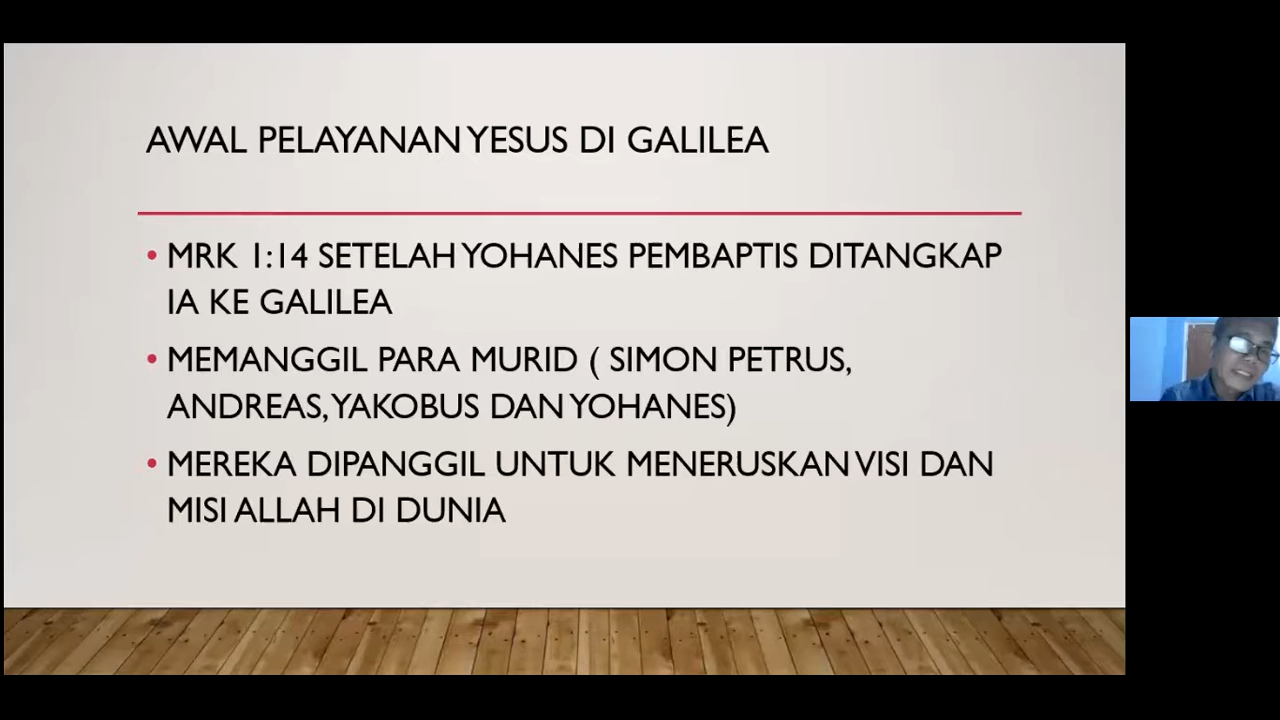 AWAL PELAYANAN YESUS DI GALILEA
• MRK 1:14 SETELAH YOHANES PEMBAPTIS DITANGKAP
IA KE GALILEA
• MEMANGGIL PARA MURID ( SIMON PETRUS,
ANDREAS, YAKOBUS DAN YOHANES)
• MEREKA DIPANGGIL UNTUK MENERUSKAN VISI DAN
MISI ALLAH DI DUNIA